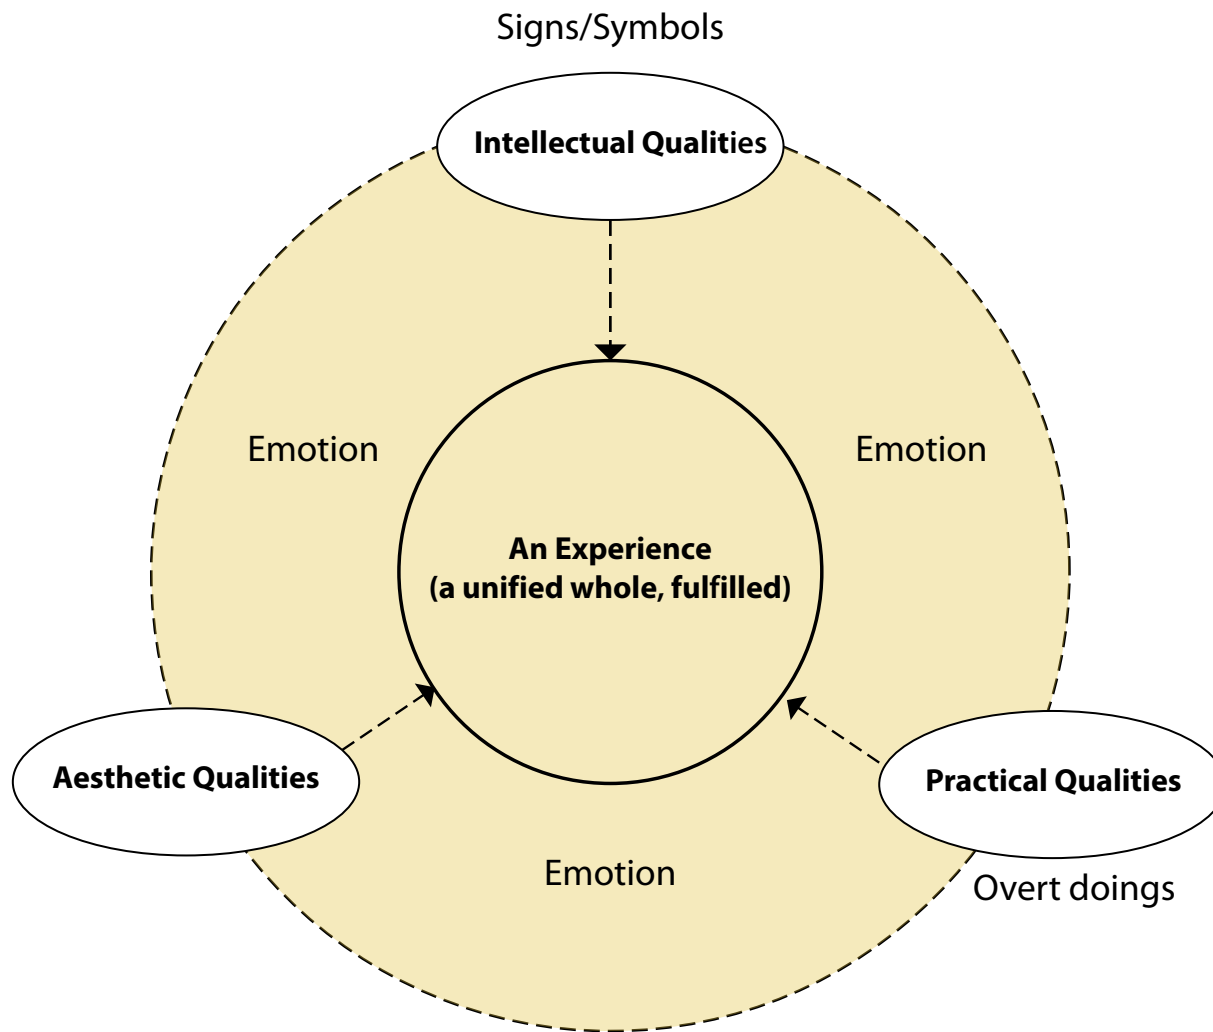 Signs/Symbols
Intellectual Qualities
Emotion
Emotion
An Experience
(a unified whole, fulfilled)
Aesthetic Qualities
Practical Qualities
Emotion
Overt doings